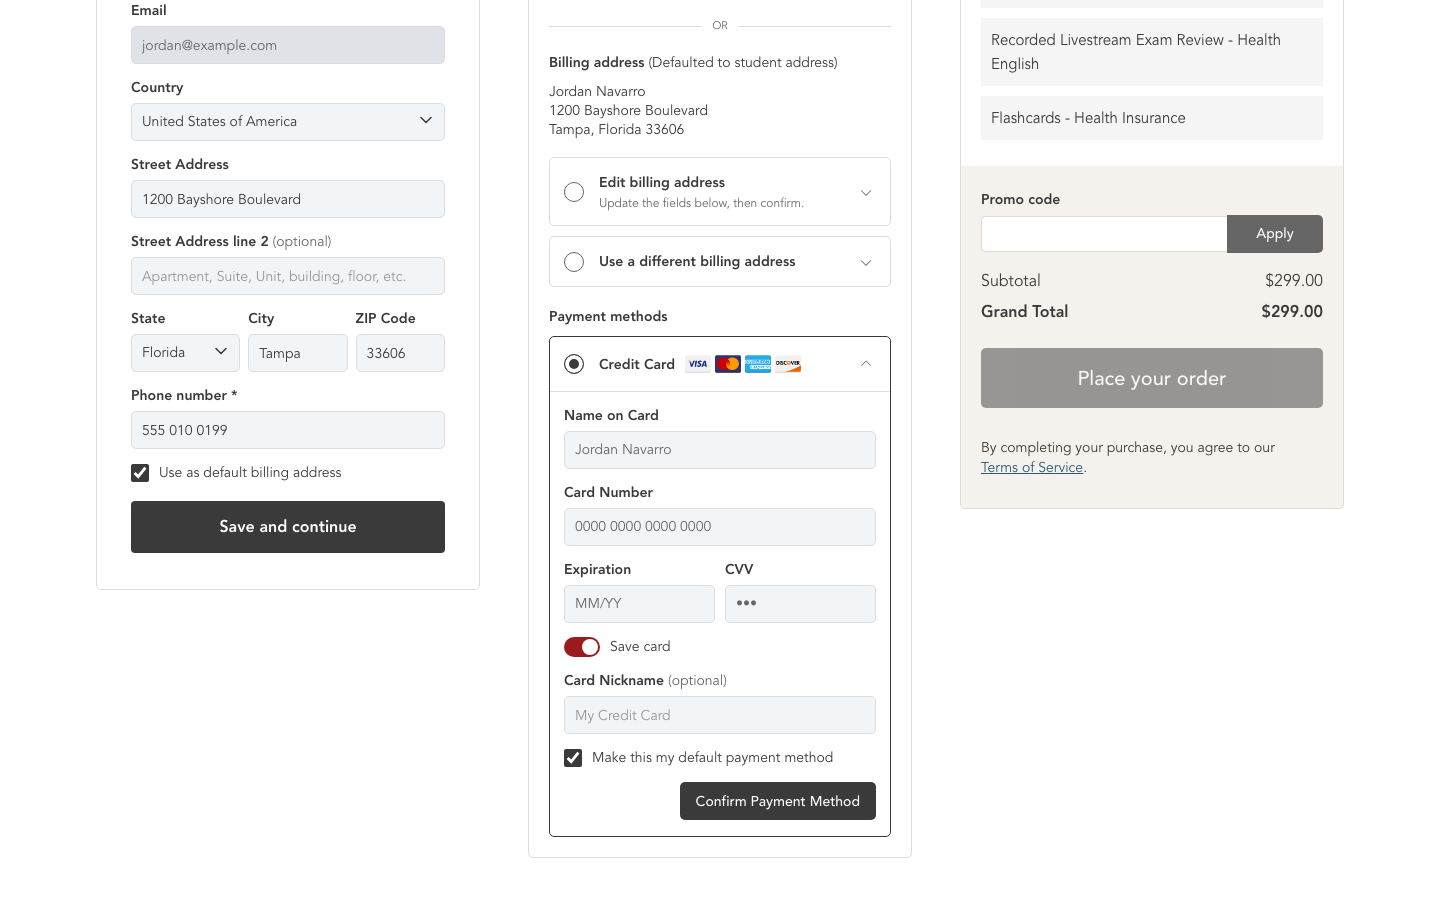 Email
jordan@example.com
Country
United States of America
Street Address
1200 Bayshore Boulevard
Street Address line 2 (optional)
Apartment, Suite, Unit, building, floor, etc.
State
City
ZIP Code
Florida
Tampa
33606
Phone number *
555 010 0199
Use as default billing address
Save and continue
OR
Billing address (Defaulted to student address)
Jordan Navarro
1200 Bayshore Boulevard
Tampa, Florida 33606
Edit billing address
Update the fields below, then confirm.
Use a different billing address
Payment methods
Credit Card VISA DISCOVER
Name on Card
Jordan Navarro
Card Number
0000 0000 0000 0000
Expiration
CVV
MM/YY
•••
Save card
Card Nickname (optional)
My Credit Card
Make this my default payment method
Confirm Payment Method
Recorded Livestream Exam Review - Health
English
Flashcards - Health Insurance
Promo code
Apply
Subtotal $299.00
Grand Total $299.00
Place your order
By completing your purchase, you agree to our
Terms of Service.